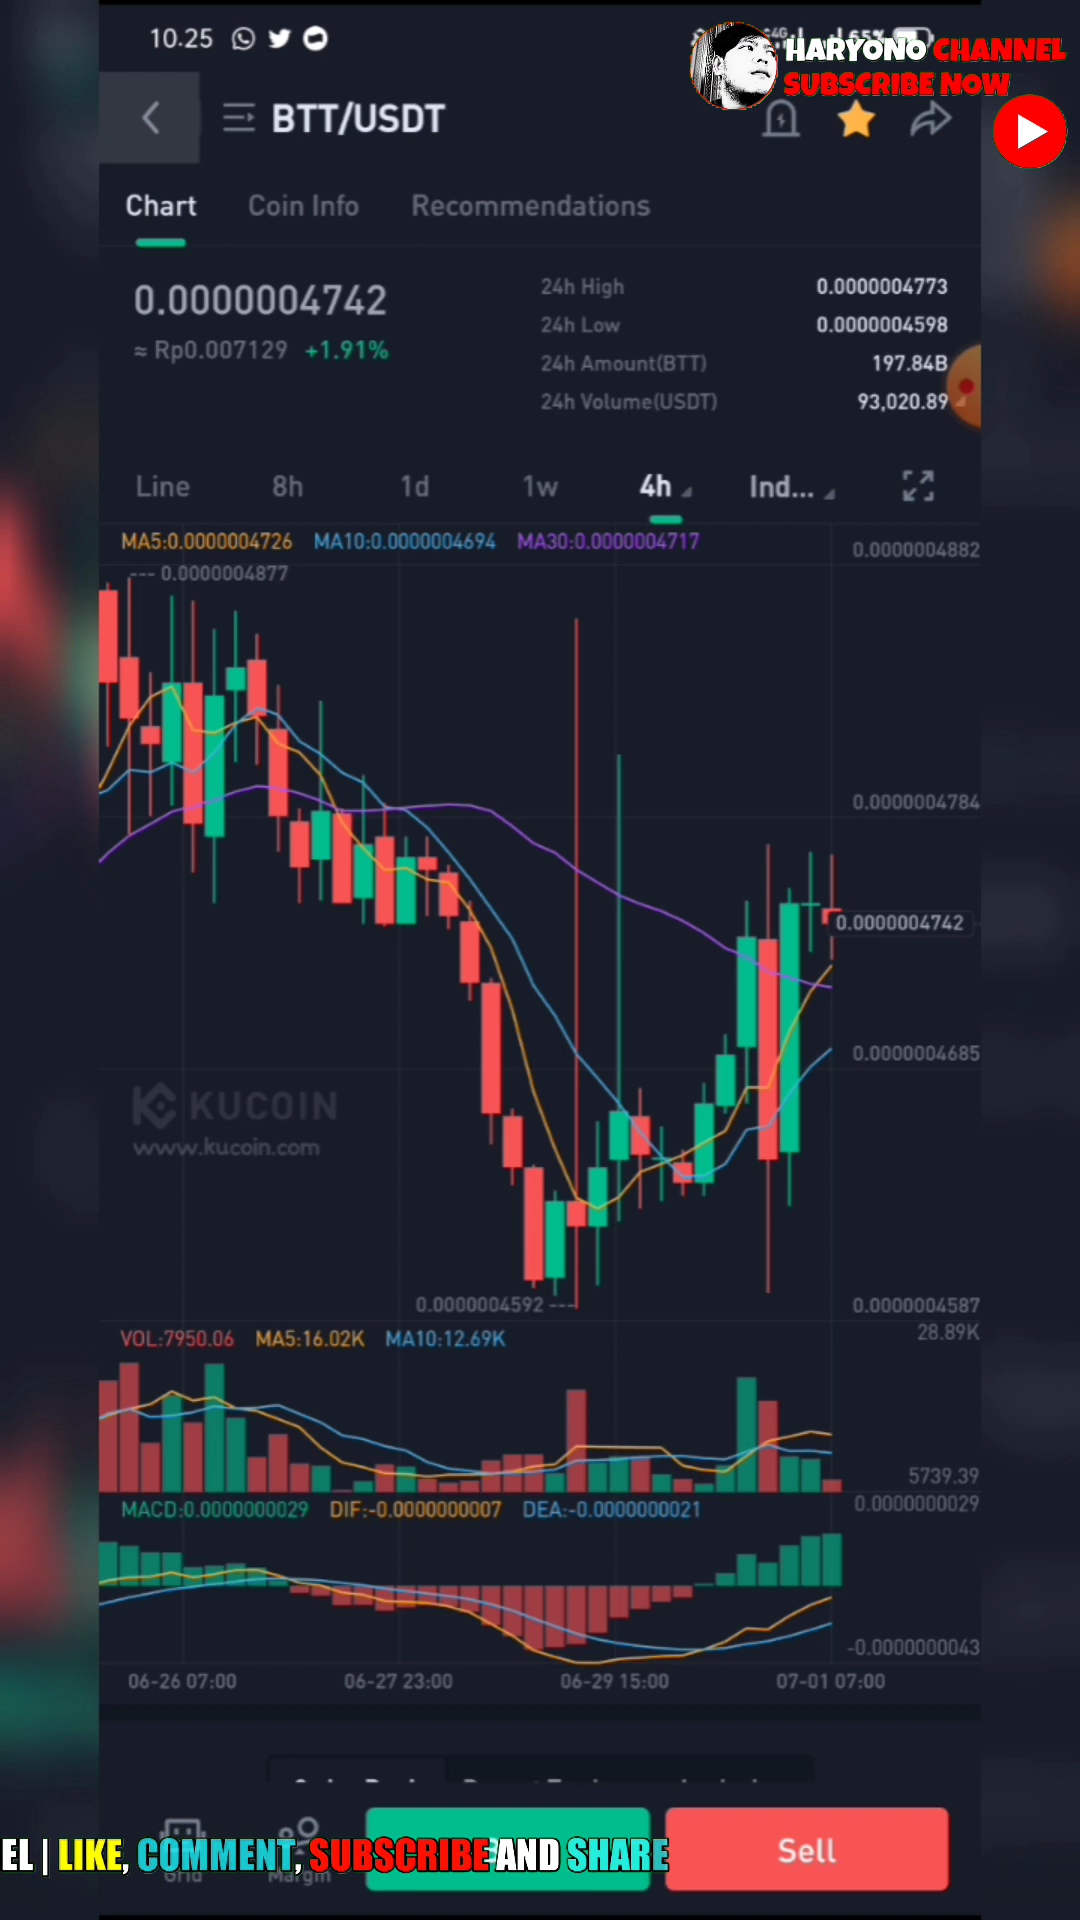 10.25
65%
HARYONO CHANNEL
SUBSCRIBE NOW
BTT/USDT
Chart Coin Info Recommendations
0.0000004742
≈ Rp0.007129 +1.91%
24h High 0.0000004773
24h Low 0.0000004598
24h Amount(BTT) 197.84B
24h Volume(USDT) 93,020.89
Line 8h 1d 1w 4h Ind...
MA5:0.0000004726 MA10:0.0000004694 MA30:0.0000004717
0.0000004882
--- 0.0000004877
0.0000004784
0.0000004742
0.0000004685
KUCOIN
www.kucoin.com
0.0000004592 ---
0.0000004587
VOL:7950.06 MA5:16.02K MA10:12.69K
28.89K
5739.39
MACD:0.0000000029 DIF:-0.0000000007 DEA:-0.0000000021
0.0000000029
-0.0000000043
06-26 07:00 06-27 23:00 06-29 15:00 07-01 07:00
EL | LIKE, COMMENT, SUBSCRIBE AND SHARE
Sell
Grid Margin